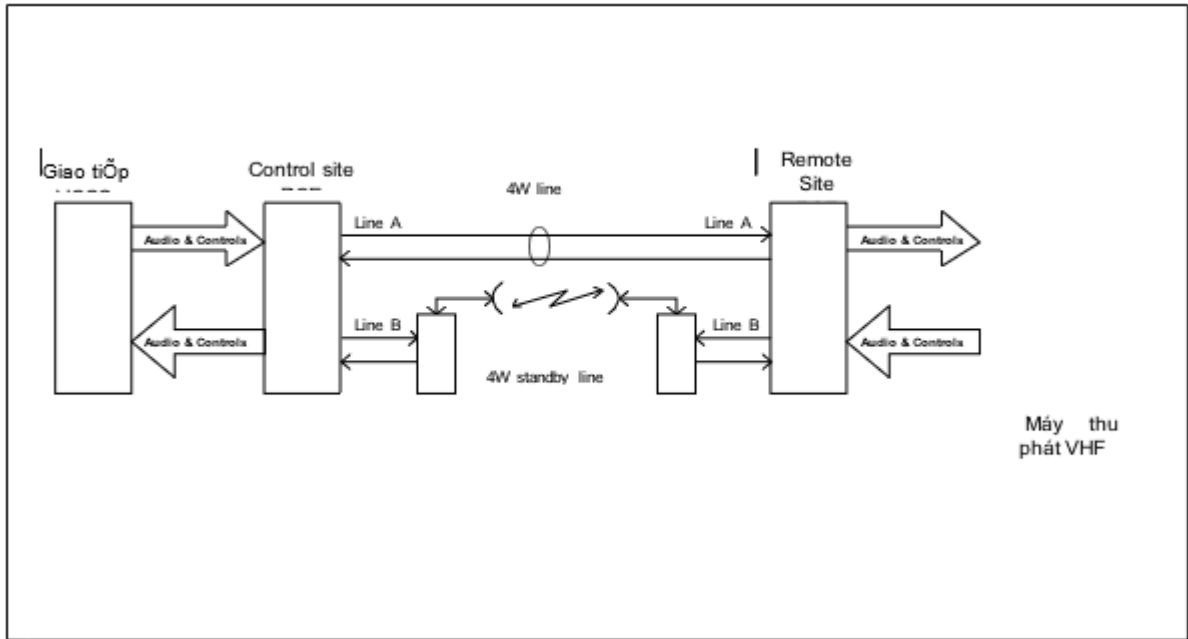 Giao tiÕp
Control site
Remote
Site
4W line
Line A
Line A
Audio & Controls
Audio & Controls
Line B
Line B
Audio & Controls
Audio & Controls
4W standby line
Máy thu
phát VHF